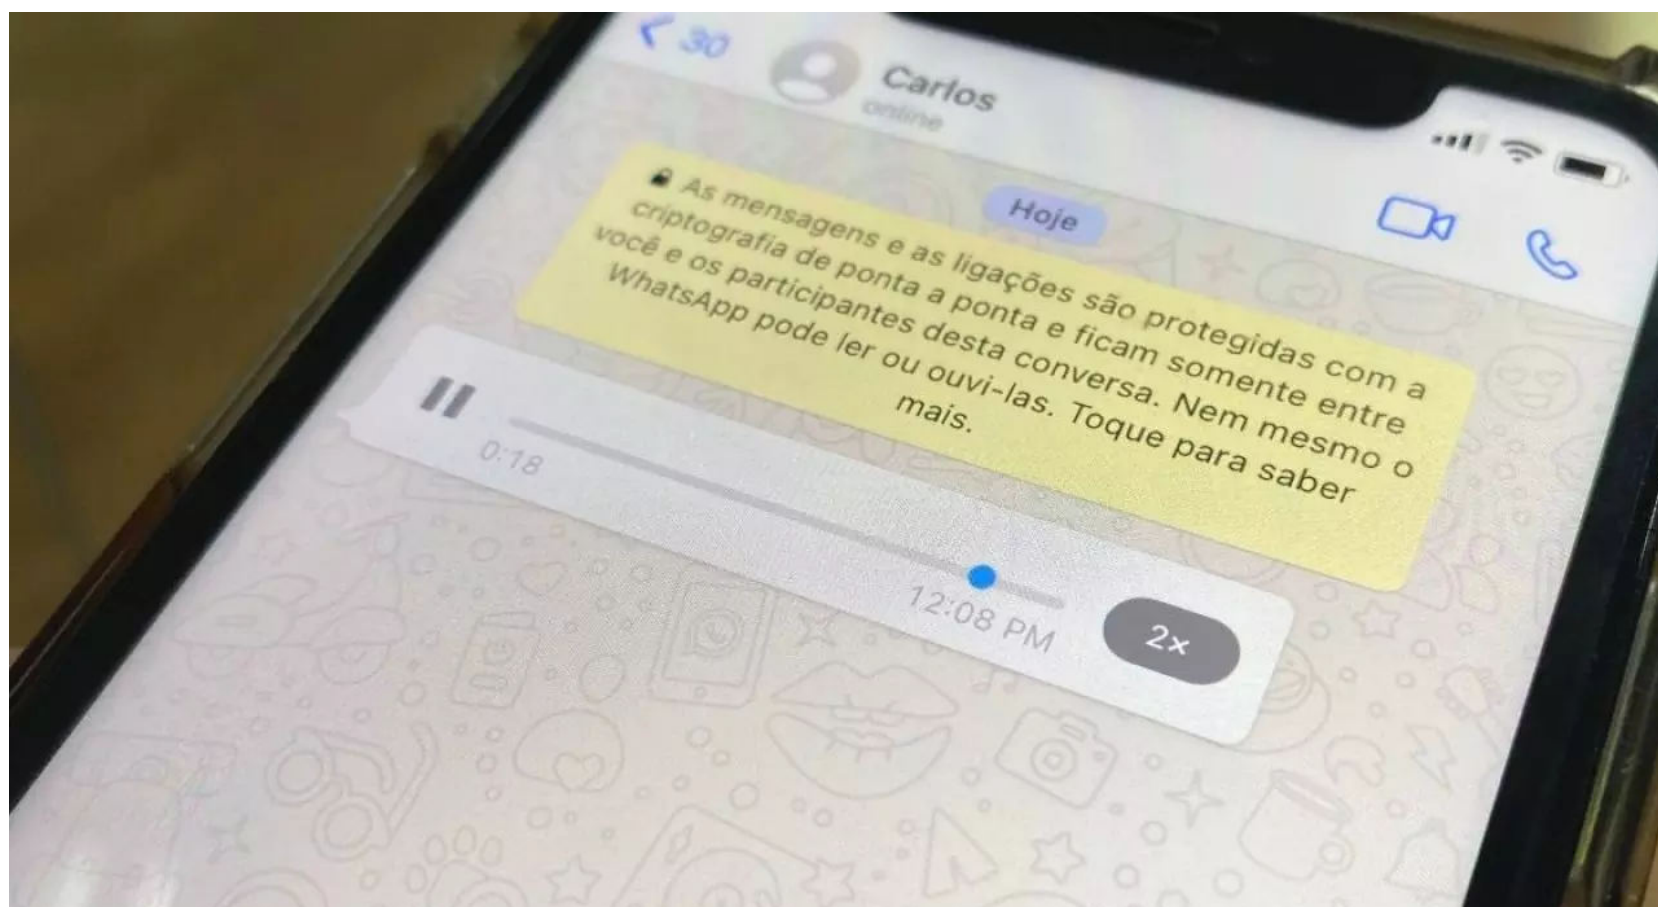 30
Carlos
online
Hoje
As mensagens e as ligações são protegidas com a
criptografia de ponta a ponta e ficam somente entre
você e os participantes desta conversa. Nem mesmo o
WhatsApp pode ler ou ouvi-las. Toque para saber
mais.
0:18
12:08 PM
2×